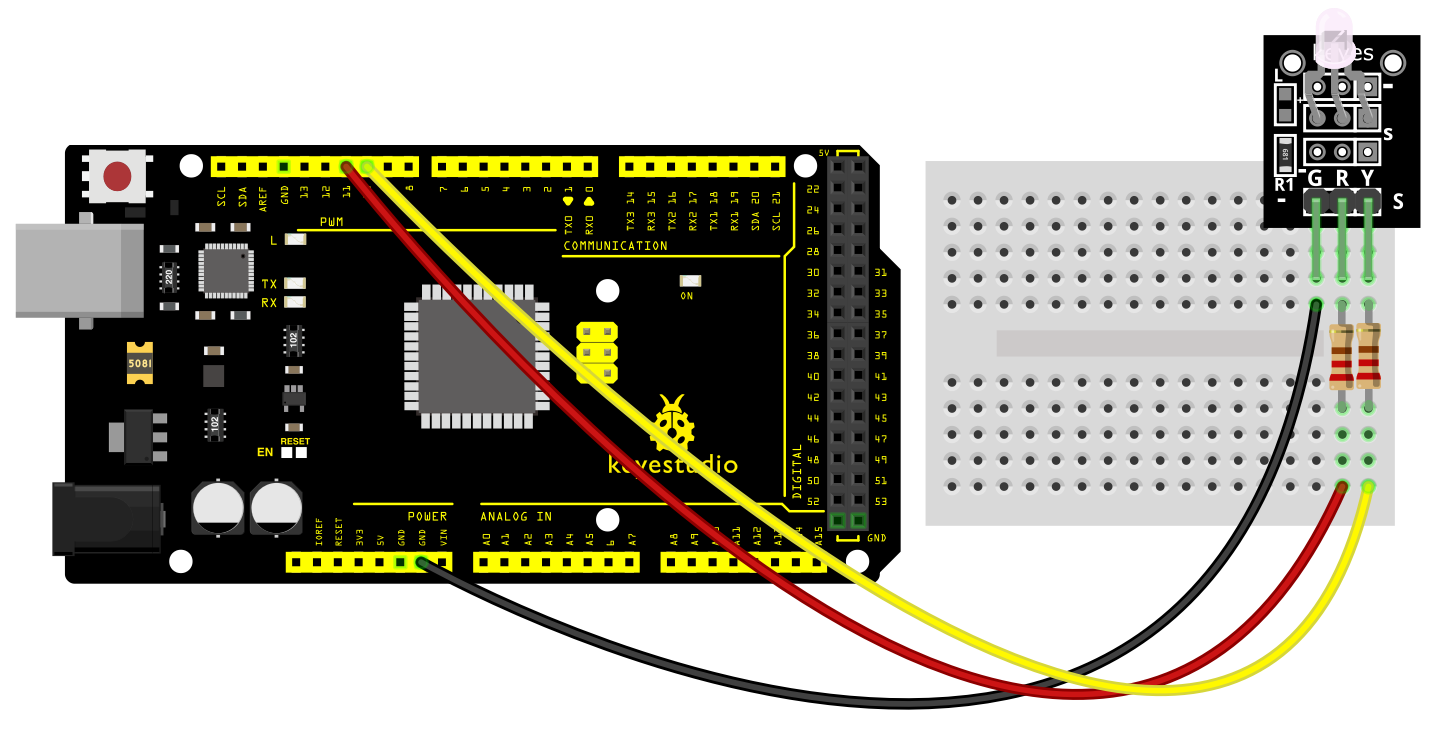 keyes
L
-
+
S
681
R1
-
G R Y
-
S
SCL
SDA
AREF
GND
13
12
11
8
7
6
5
4
3
2
TX0 1
RX0 0
TX3 14
RX3 15
TX2 16
RX2 17
TX1 18
RX1 19
SDA 20
SCL 21
5V
PWM
COMMUNICATION
L
TX
RX
ON
220
102
5081
102
RESET
EN
22
24
26
28
30 31
32 33
34 35
36 37
38 39
40 41
42 43
44 45
46 47
48 49
50 51
52 53
DIGITAL
GND
keyestudio
POWER
ANALOG IN
IOREF
RESET
3V3
5V
GND
GND
VIN
A0
A1
A2
A3
A4
A5
A7
A8
A9
A11
A12
A15